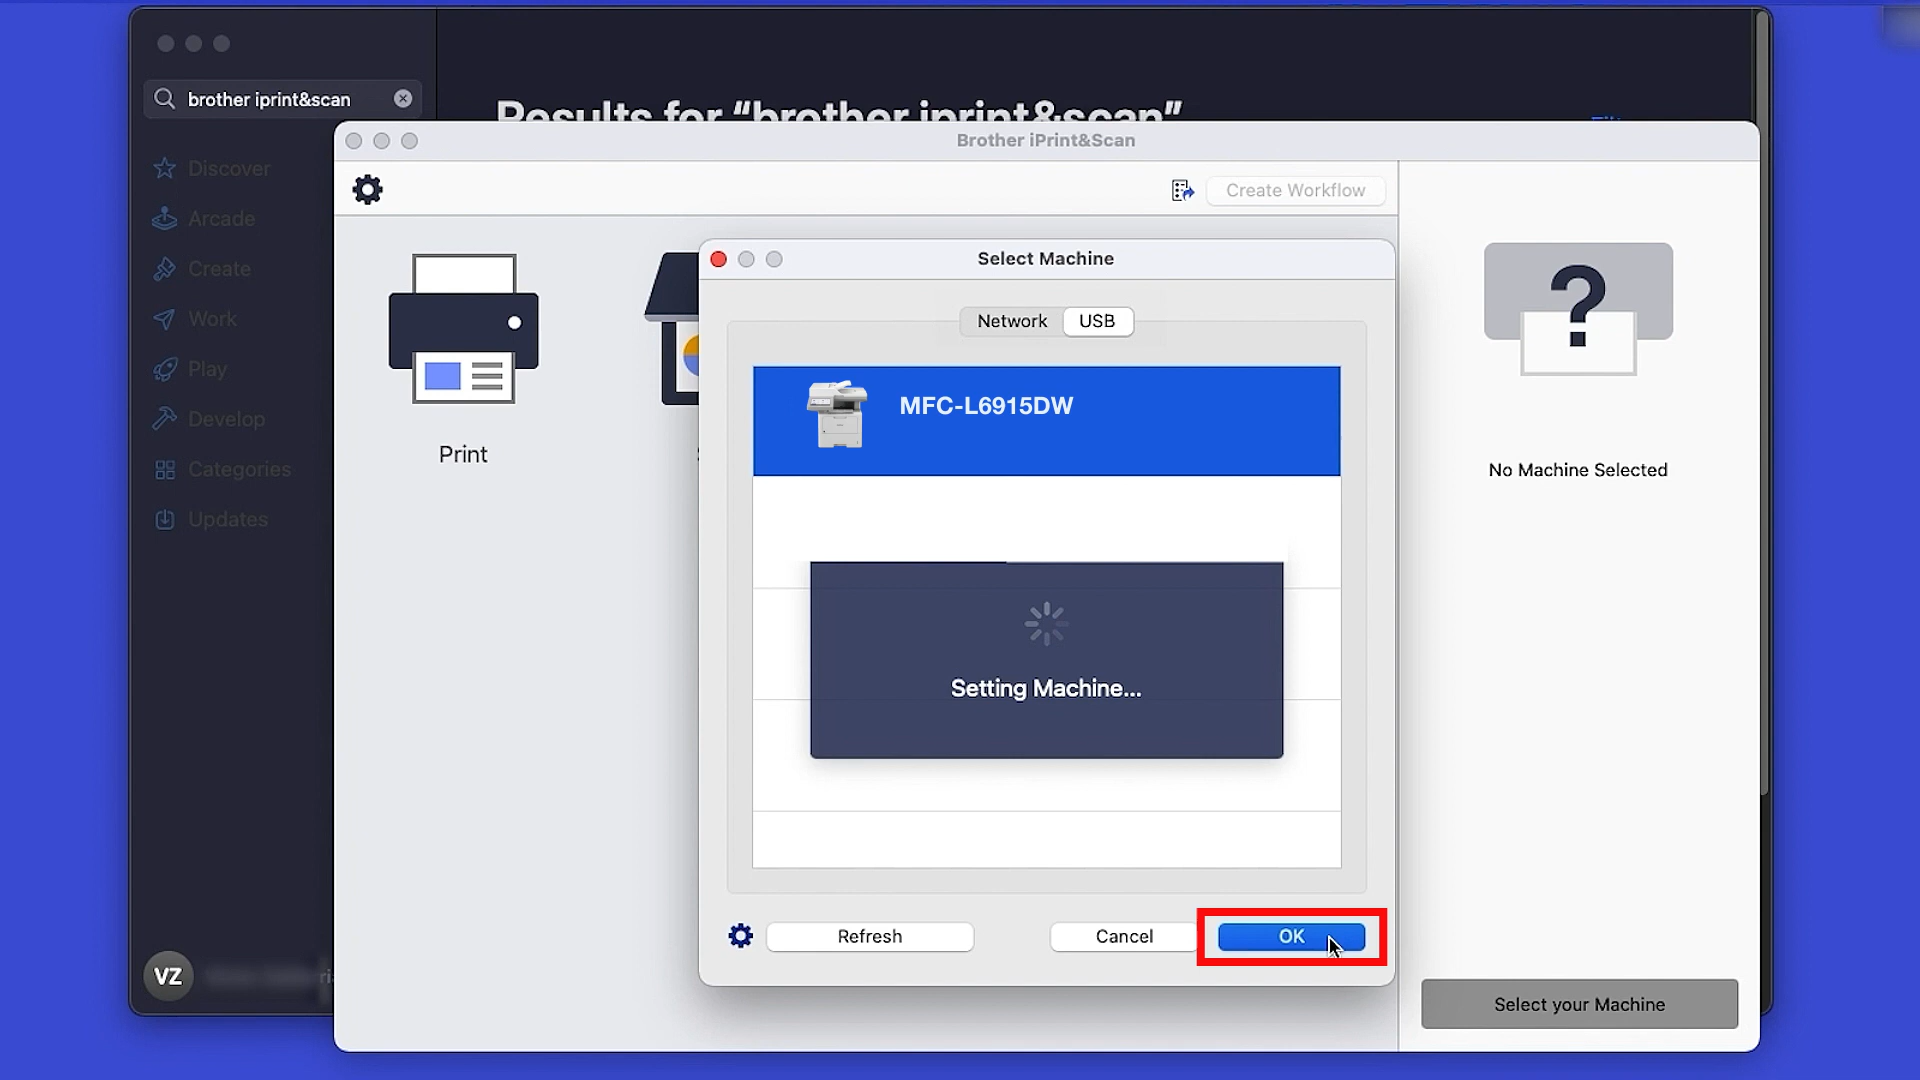 brother iprint&scan
Results for “brother iprint&scan”
Discover
Arcade
Create
Work
Play
Develop
Categories
Updates
VZ
Brother iPrint&Scan
Create Workflow
Print
Select Machine
Network
USB
MFC-L6915DW
Setting Machine...
Refresh
Cancel
OK
?
No Machine Selected
Select your Machine